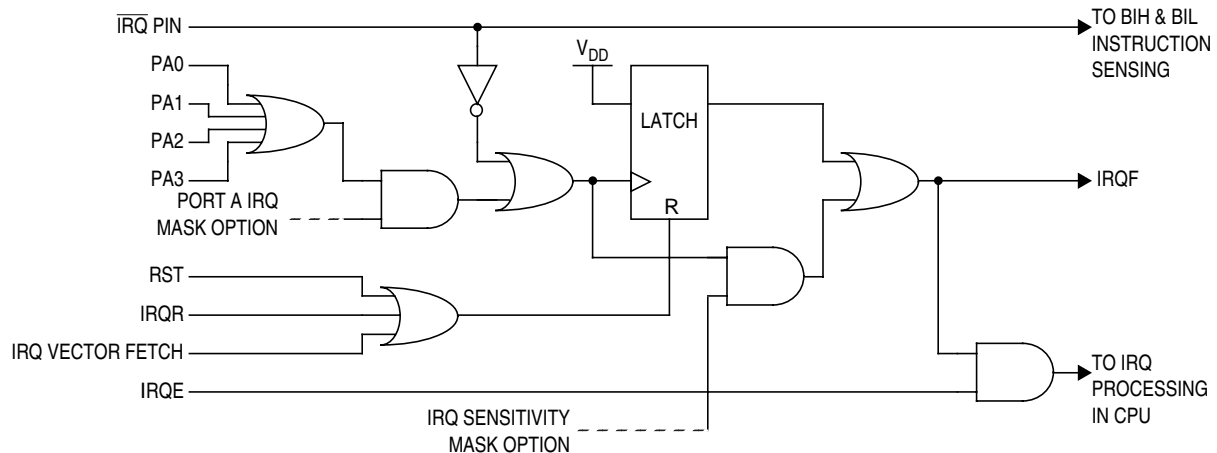 IRQ PIN
TO BIH & BIL
INSTRUCTION
SENSING
VDD
PA0
PA1
PA2
PA3
LATCH
R
PORT A IRQ
MASK OPTION
IRQF
RST
IRQR
IRQ VECTOR FETCH
IRQE
TO IRQ
PROCESSING
IN CPU
IRQ SENSITIVITY
MASK OPTION